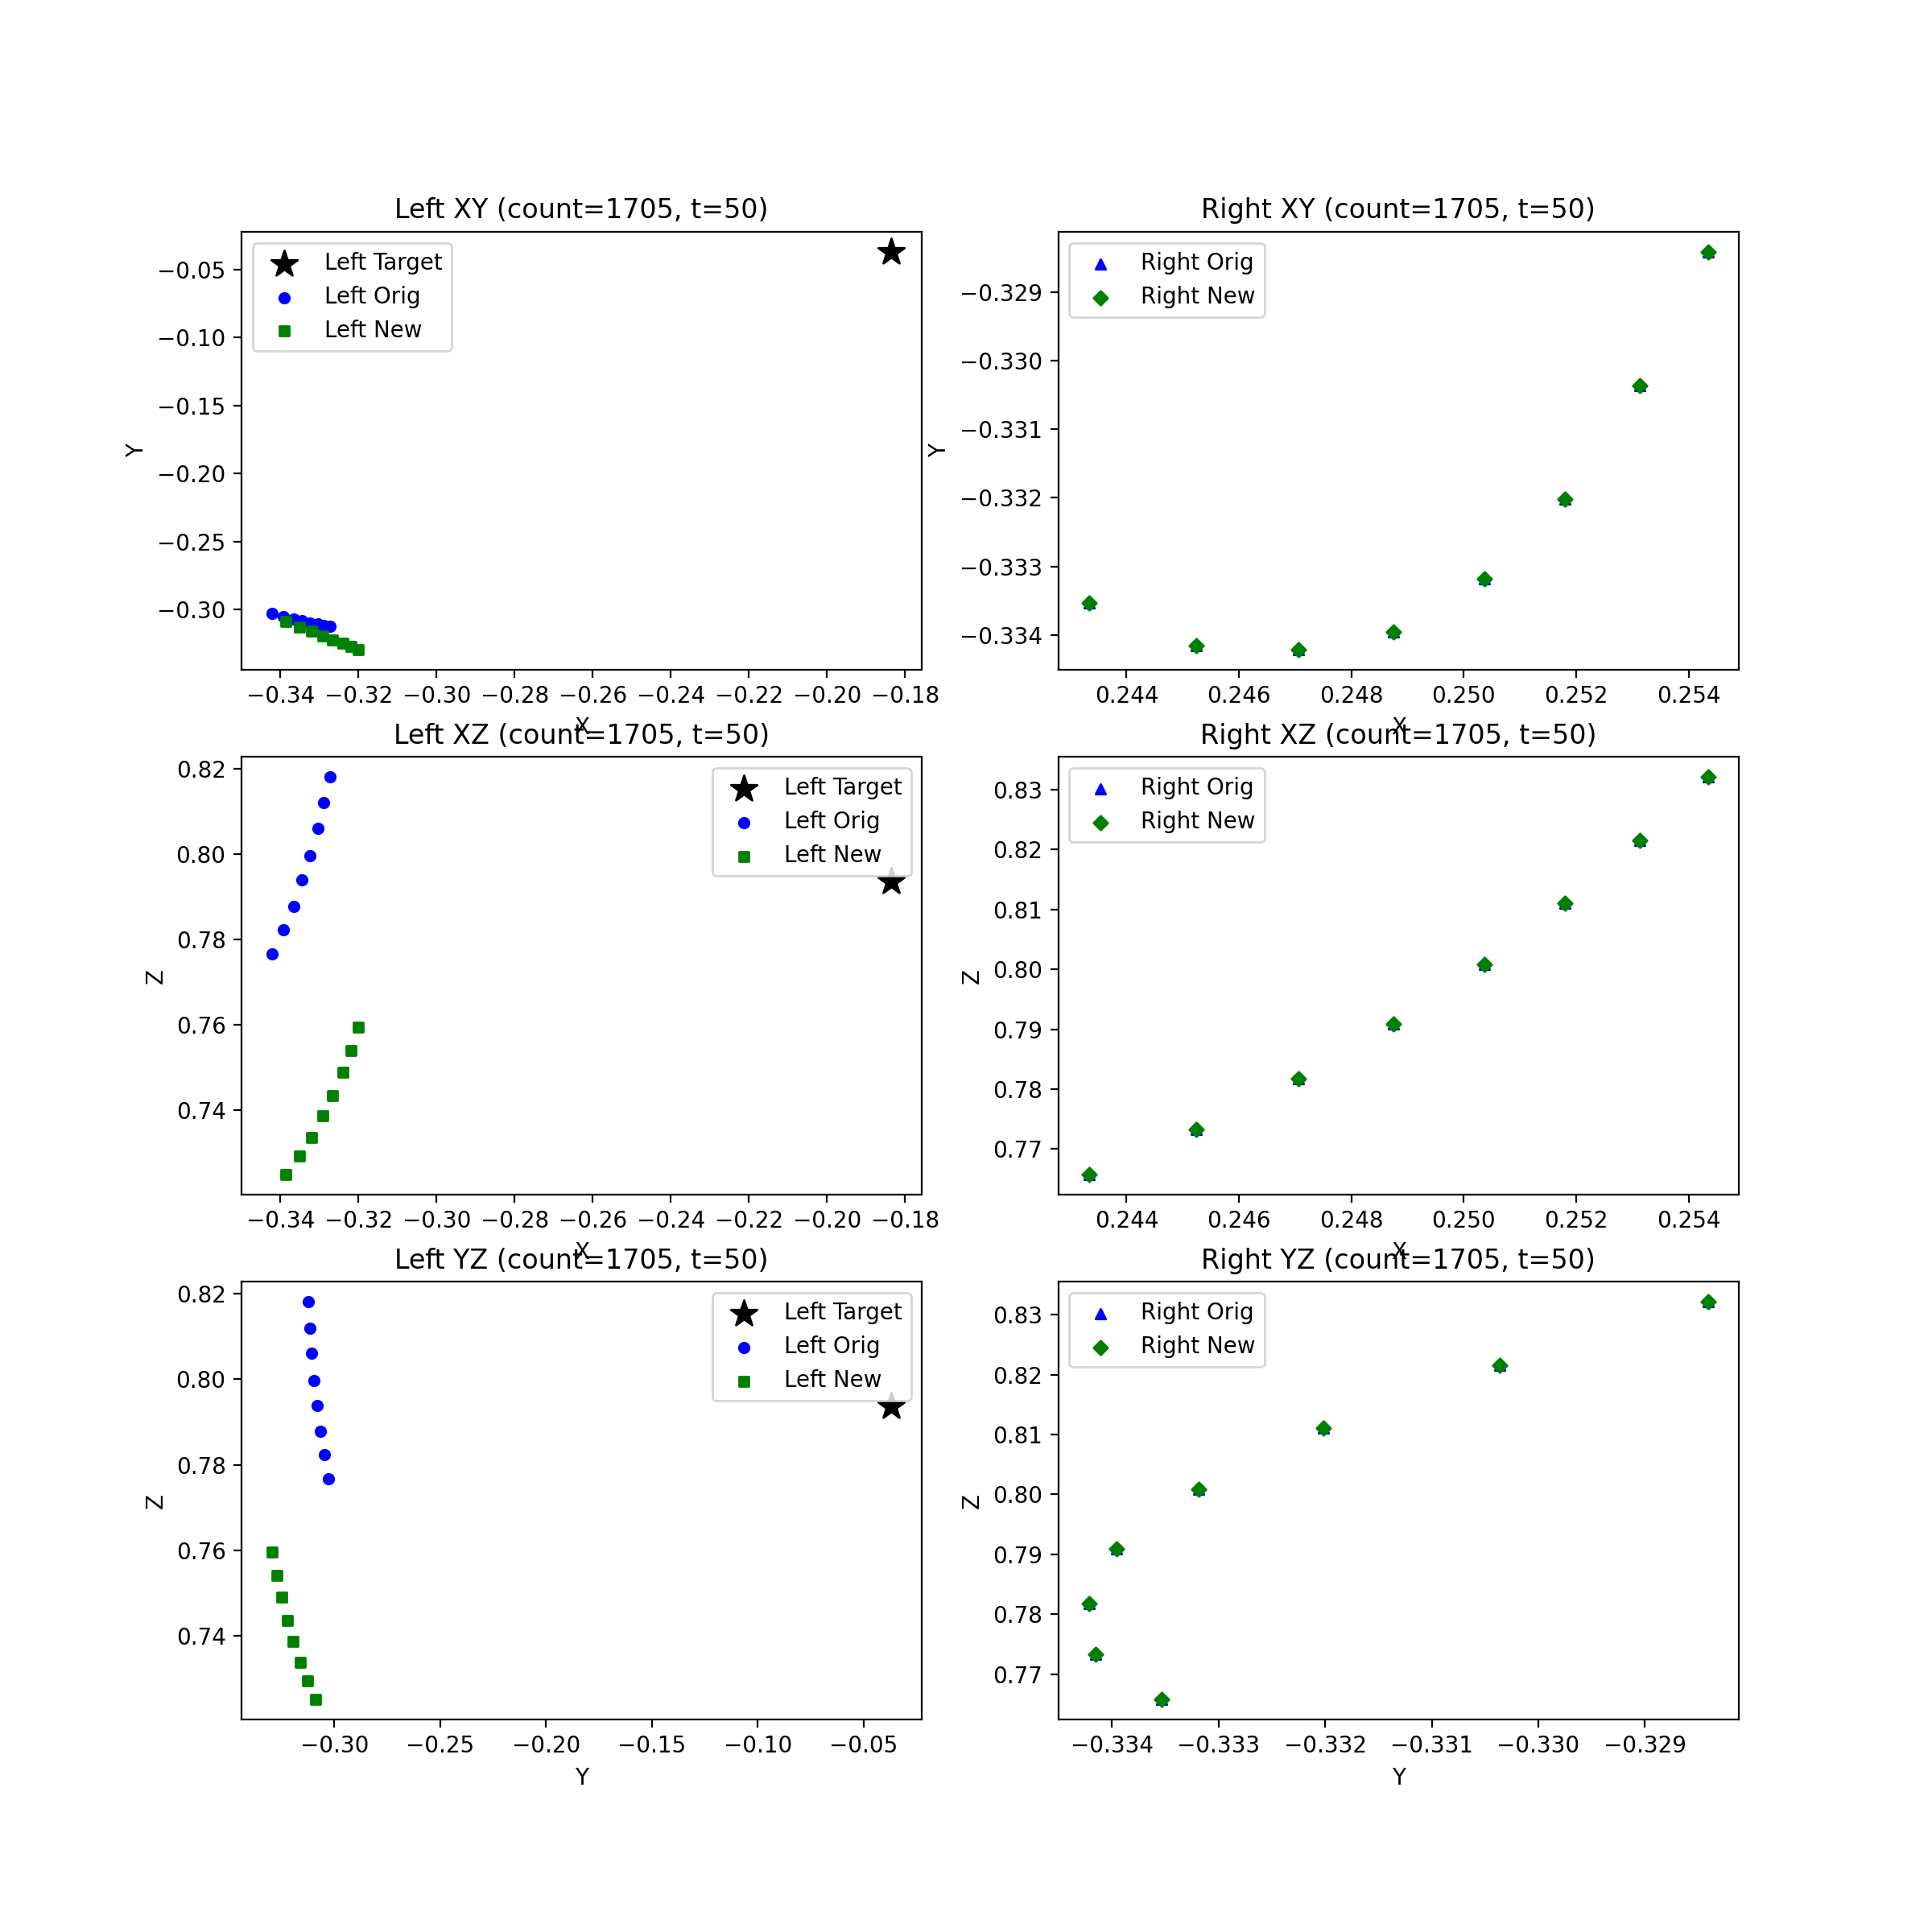 Left XY (count=1705, t=50)
Left Target
Left Orig
Left New
−0.05
−0.10
−0.15
−0.20
−0.25
−0.30
Y
−0.34 −0.32 −0.30 −0.28 −0.26 −0.24 −0.22 −0.20 −0.18
X
Right XY (count=1705, t=50)
Right Orig
Right New
−0.329
−0.330
−0.331
−0.332
−0.333
−0.334
Y
0.244 0.246 0.248 0.250 0.252 0.254
X
Left XZ (count=1705, t=50)
Left Target
Left Orig
Left New
0.82
0.80
0.78
0.76
0.74
Z
−0.34 −0.32 −0.30 −0.28 −0.26 −0.24 −0.22 −0.20 −0.18
X
Right XZ (count=1705, t=50)
Right Orig
Right New
0.83
0.82
0.81
0.80
0.79
0.78
0.77
Z
0.244 0.246 0.248 0.250 0.252 0.254
X
Left YZ (count=1705, t=50)
Left Target
Left Orig
Left New
0.82
0.80
0.78
0.76
0.74
Z
−0.30 −0.25 −0.20 −0.15 −0.10 −0.05
Y
Right YZ (count=1705, t=50)
Right Orig
Right New
0.83
0.82
0.81
0.80
0.79
0.78
0.77
Z
−0.334 −0.333 −0.332 −0.331 −0.330 −0.329
Y